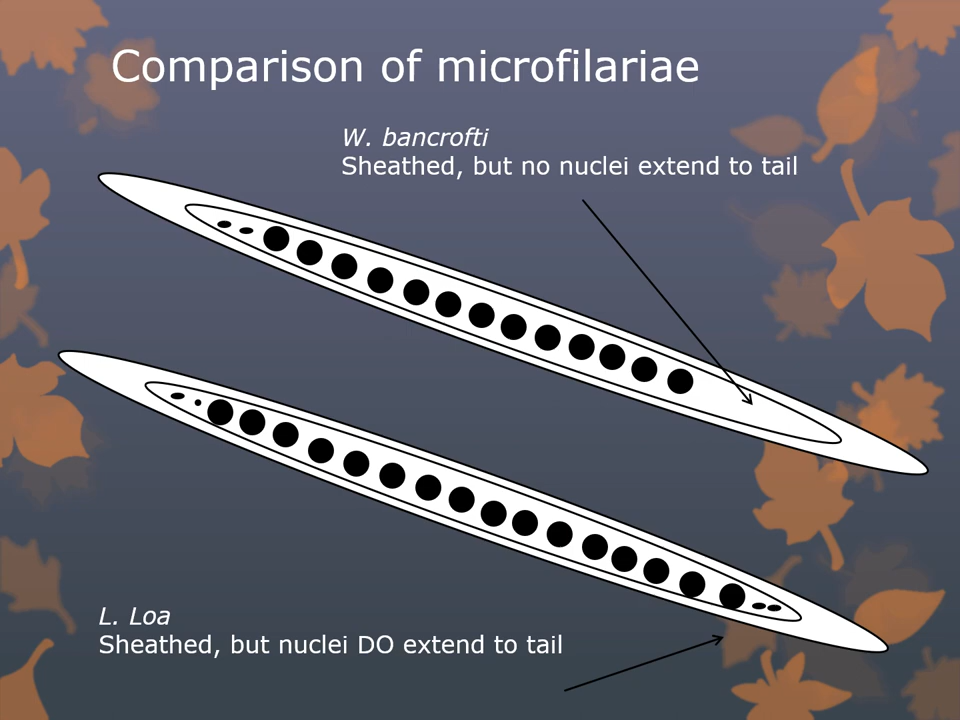 Comparison of microfilariae
W. bancrofti
Sheathed, but no nuclei extend to tail
L. Loa
Sheathed, but nuclei DO extend to tail